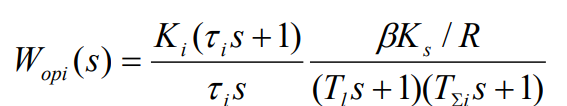 W_{opi}(s) = \frac{K_i(\tau_i s + 1)}{\tau_i s} \frac{\beta K_s / R}{(T_l s + 1)(T_{\Sigma i} s + 1)}